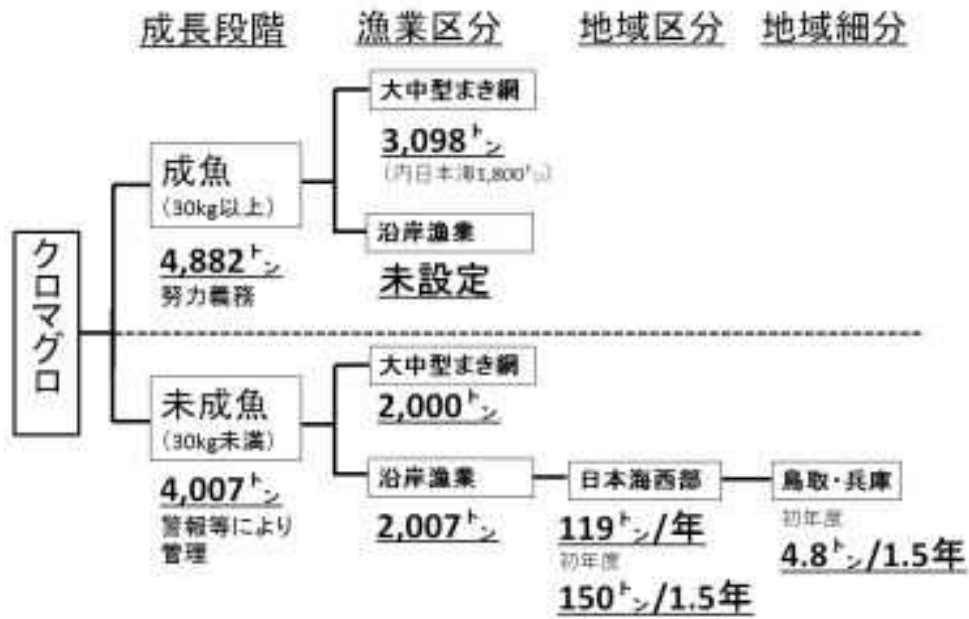 成長段階
漁業区分
地域区分
地域細分
クロマグロ
成魚
（30kg以上）
4,882トン
努力義務
大中型まき網
3,098トン
（内日本海1,800トン）
沿岸漁業
未設定
未成魚
（30kg未満）
4,007トン
警報等により
管理
大中型まき網
2,000トン
沿岸漁業
2,007トン
日本海西部
119トン/年
初年度
150トン/1.5年
鳥取・兵庫
初年度
4.8トン/1.5年